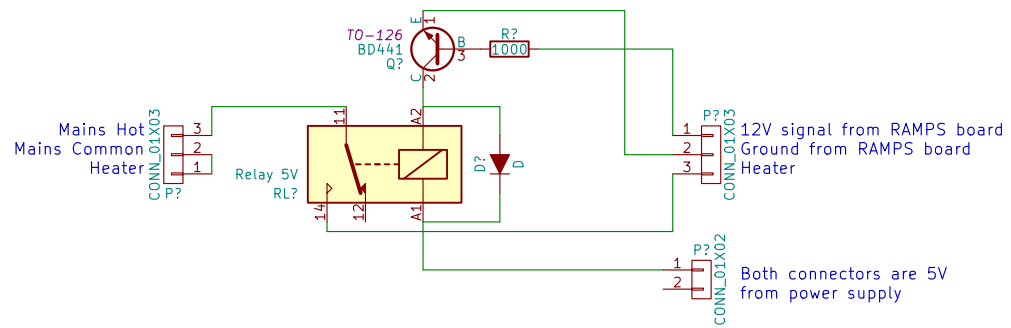 E
1
TO-126
BD441
Q?
B
3
R?
1000
C
2
Mains Hot
Mains Common
Heater
3
2
1
CONN_01X03
P?
11
A2
Relay 5V
RL?
14
12
A1
D?
D
P?
1
2
3
CONN_01X03
12V signal from RAMPS board
Ground from RAMPS board
Heater
P?
1
2
CONN_01X02
Both connectors are 5V
from power supply